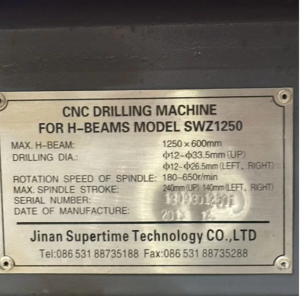 CNC DRILLING MACHINE
FOR H-BEAMS MODEL SWZ1250
MAX. H-BEAM: 1250×600mm
DRILLING DIA.: Φ12~Φ33.5mm(UP)
Φ12~Φ26.5mm(LEFT, RIGHT)
ROTATION SPEED OF SPINDLE: 180-650r/min
MAX. SPINDLE STROKE: 240mm(UP) 140mm(LEFT, RIGHT)
SERIAL NUMBER:
DATE OF MANUFACTURE:
Jinan Supertime Technology CO.,LTD
Tel:086 531 88735188 Fax:086 531 88735288